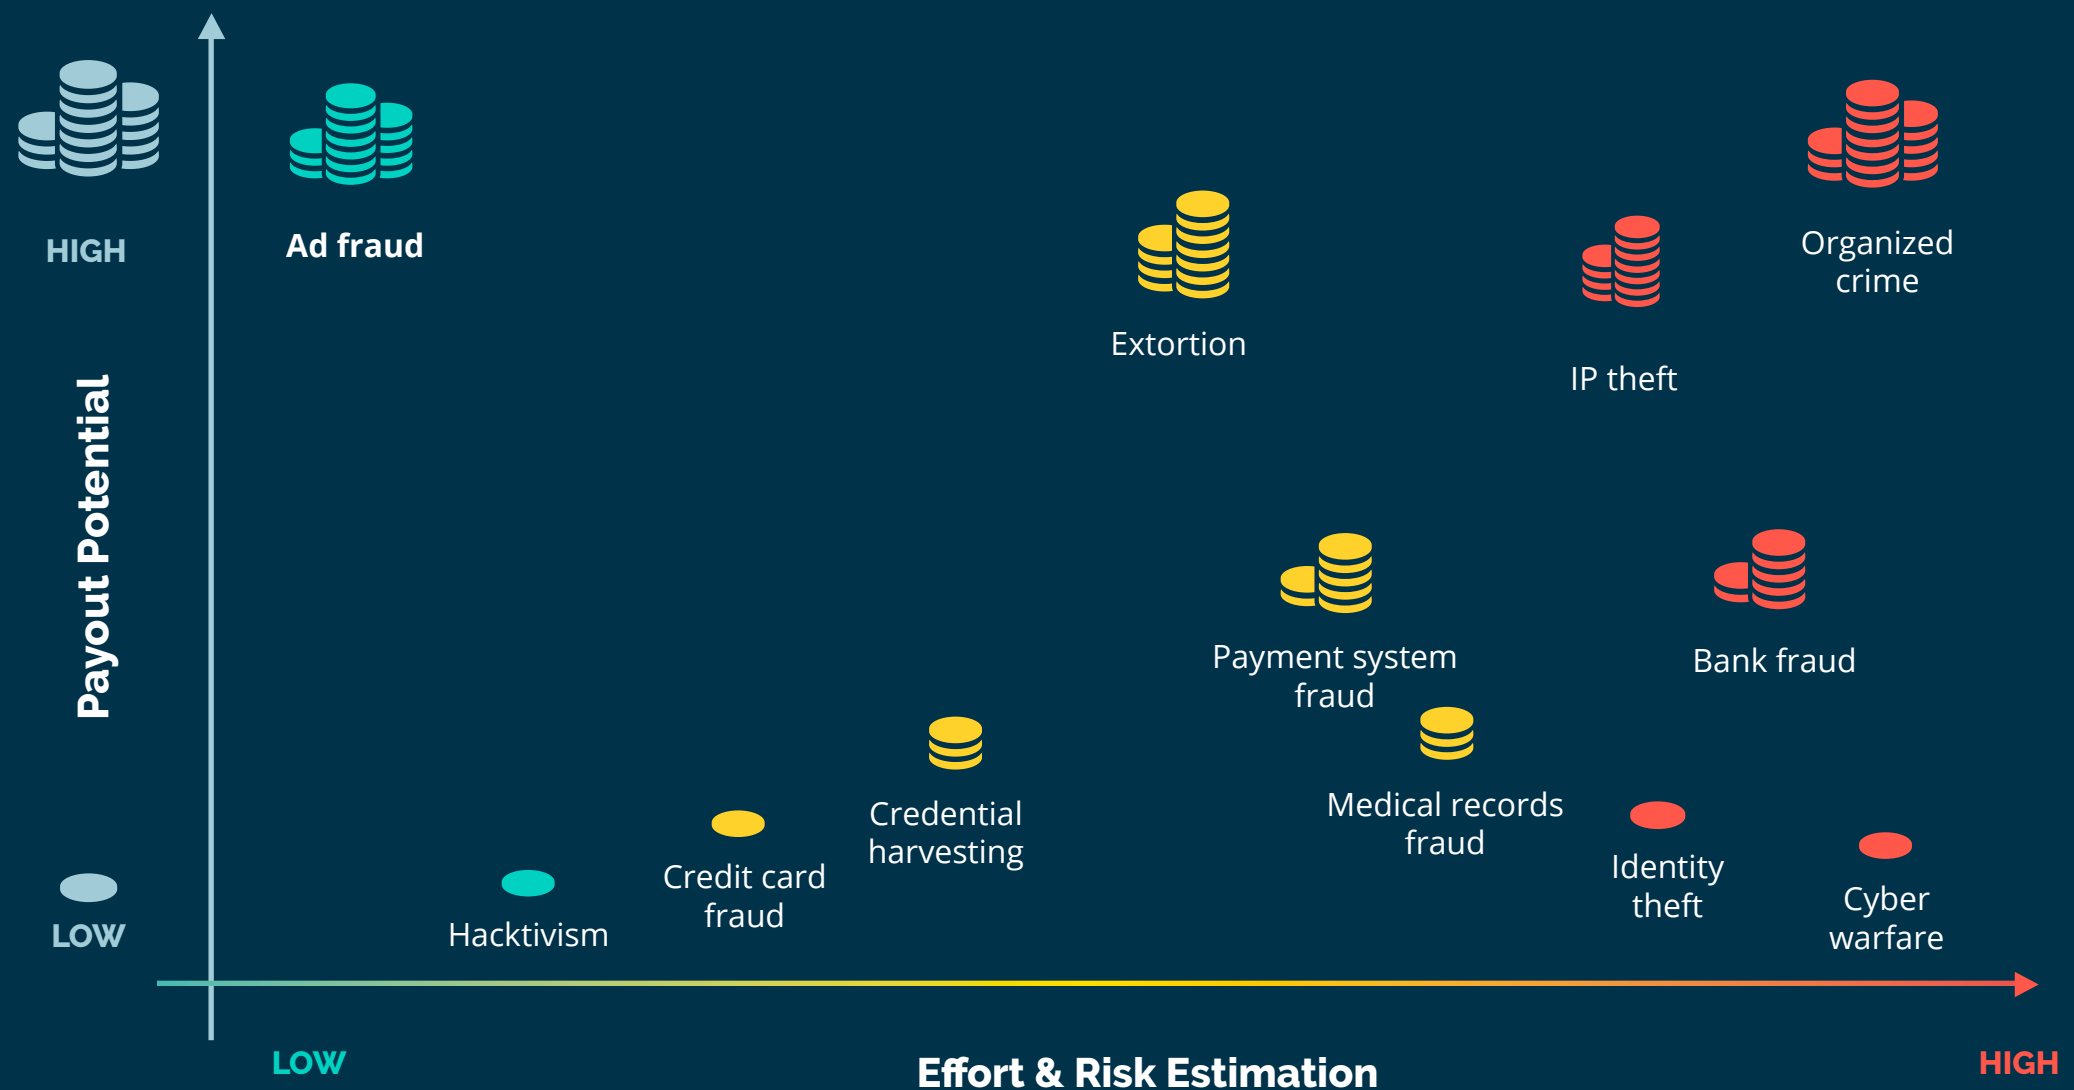 HIGH
Ad fraud
Organized
crime
Extortion
IP theft
Payout Potential
Payment system
fraud
Bank fraud
Medical records
fraud
Credential
harvesting
Credit card
fraud
Identity
theft
Cyber
warfare
Hacktivism
LOW
LOW
Effort & Risk Estimation
HIGH